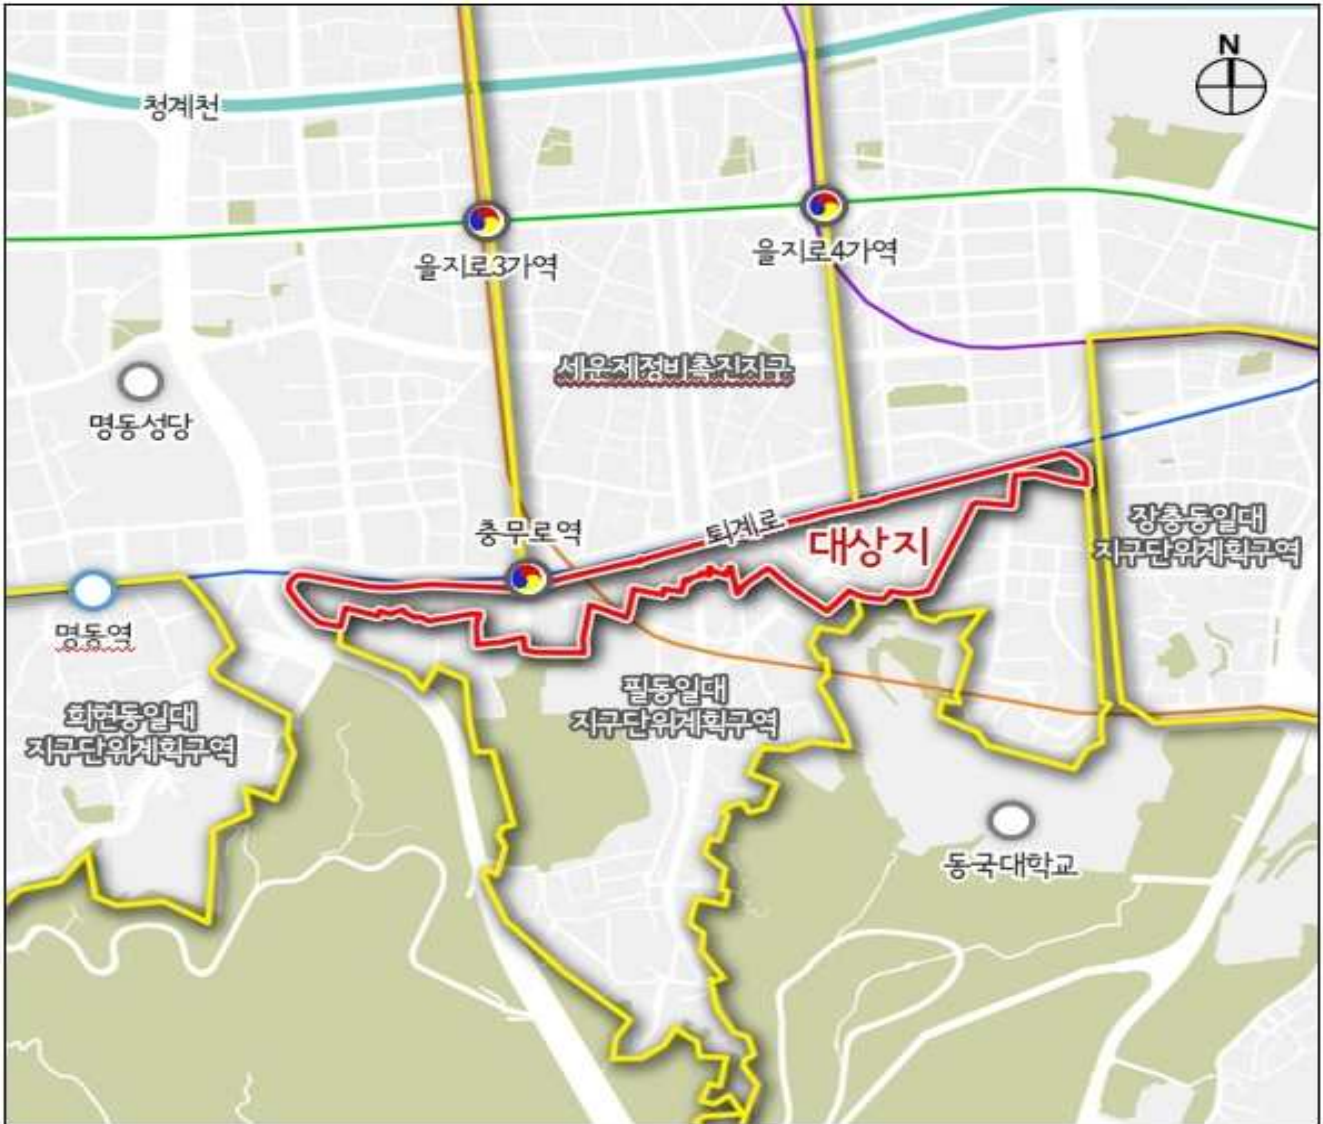 N
청계천
을지로3가역
을지로4가역
세운재정비촉진지구
명동성당
충무로역
퇴계로
대상지
장충동일대
지구단위계획구역
명동역
회현동일대
지구단위계획구역
필동일대
지구단위계획구역
동국대학교